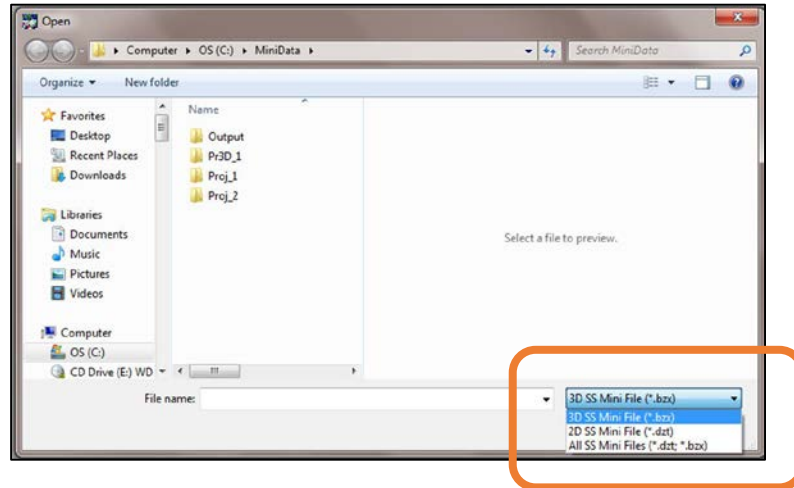 Open
Computer ▸ OS (C:) ▸ MiniData ▸
Search MiniData
Organize
New folder
Name
Favorites
Desktop
Recent Places
Downloads
Libraries
Documents
Music
Pictures
Videos
Computer
OS (C:)
CD Drive (E:) WD
Output
Pr3D_1
Proj_1
Proj_2
Select a file to preview.
File name:
3D SS Mini File (*.bzx)
3D SS Mini File (*.bzx)
2D SS Mini File (*.dzt)
All SS Mini Files (*.dzt; *.bzx)